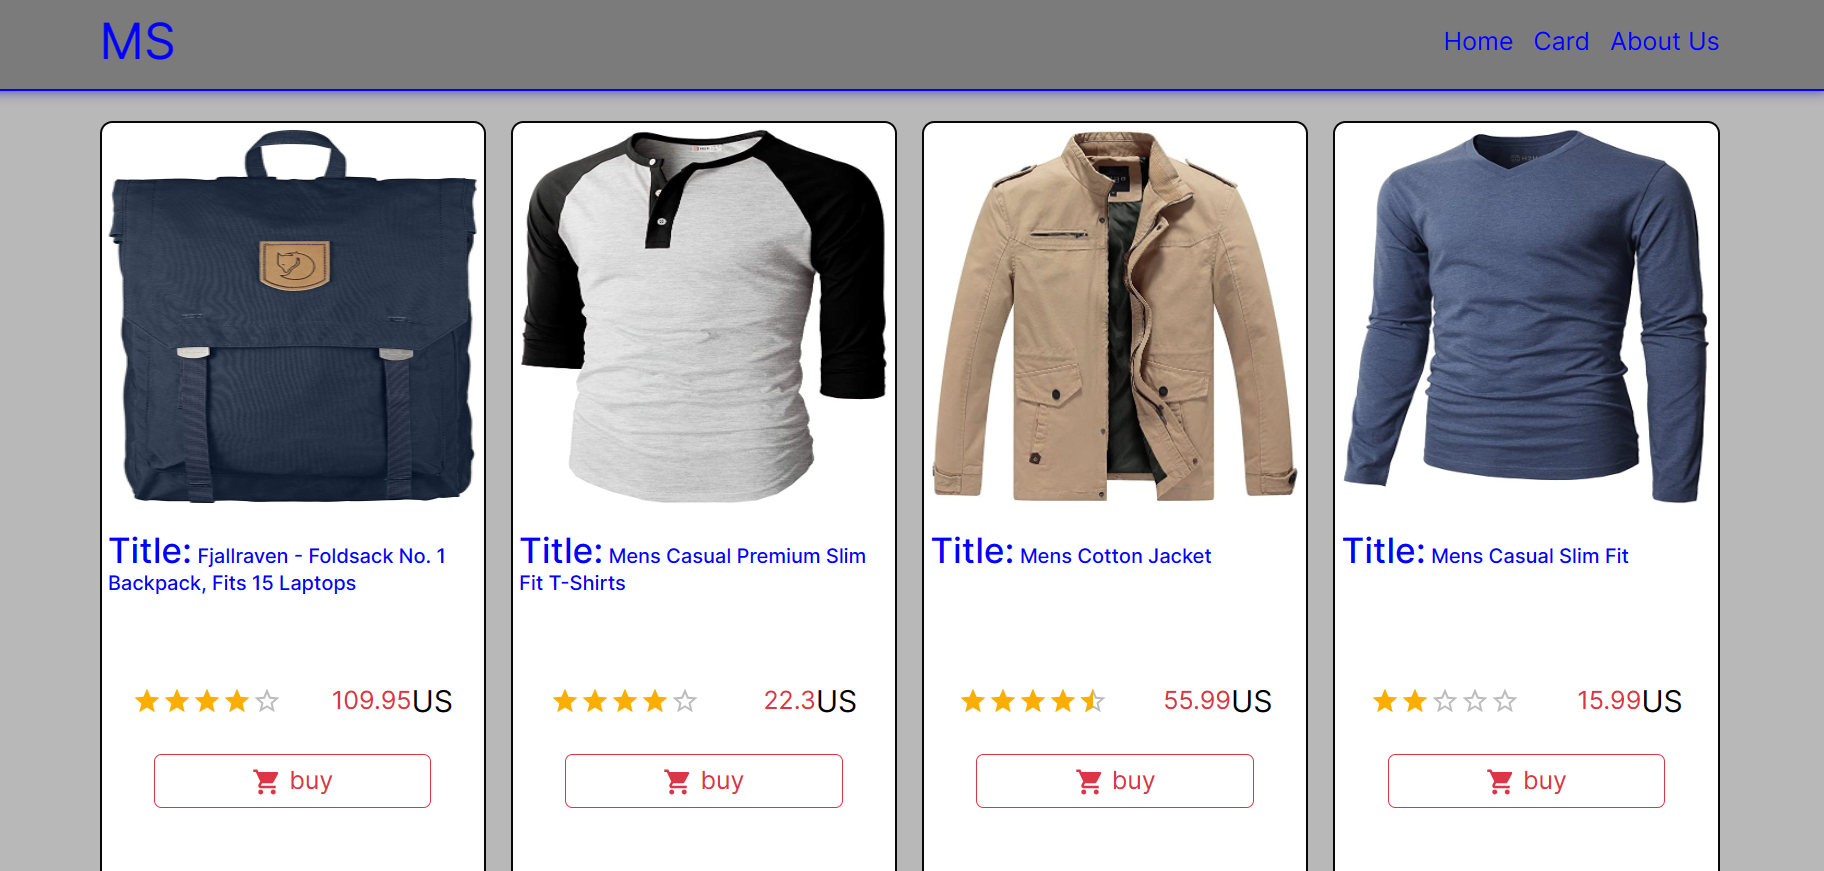 MS
Home Card About Us
Title: Fjallraven - Foldsack No. 1
Backpack, Fits 15 Laptops
109.95US
buy
Title: Mens Casual Premium Slim
Fit T-Shirts
22.3US
buy
Title: Mens Cotton Jacket
55.99US
buy
Title: Mens Casual Slim Fit
15.99US
buy